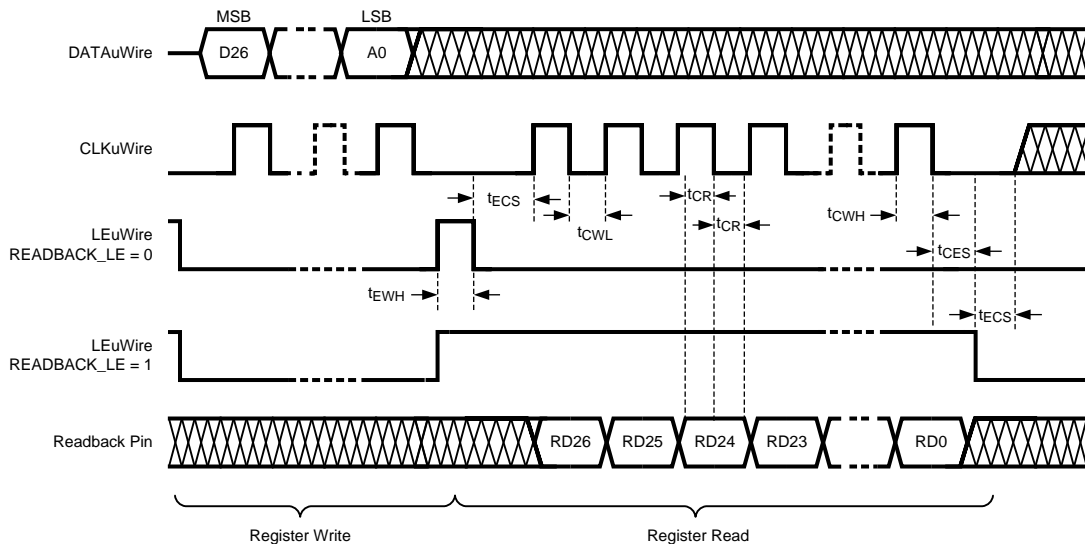 MSB
LSB
DATAuWire
D26
A0
CLKuWire
tECS
tCWL
tCR
tCR
tCWH
tCES
LEuWire
READBACK_LE = 0
tEWH
tECS
LEuWire
READBACK_LE = 1
Readback Pin
RD26
RD25
RD24
RD23
RD0
Register Write
Register Read